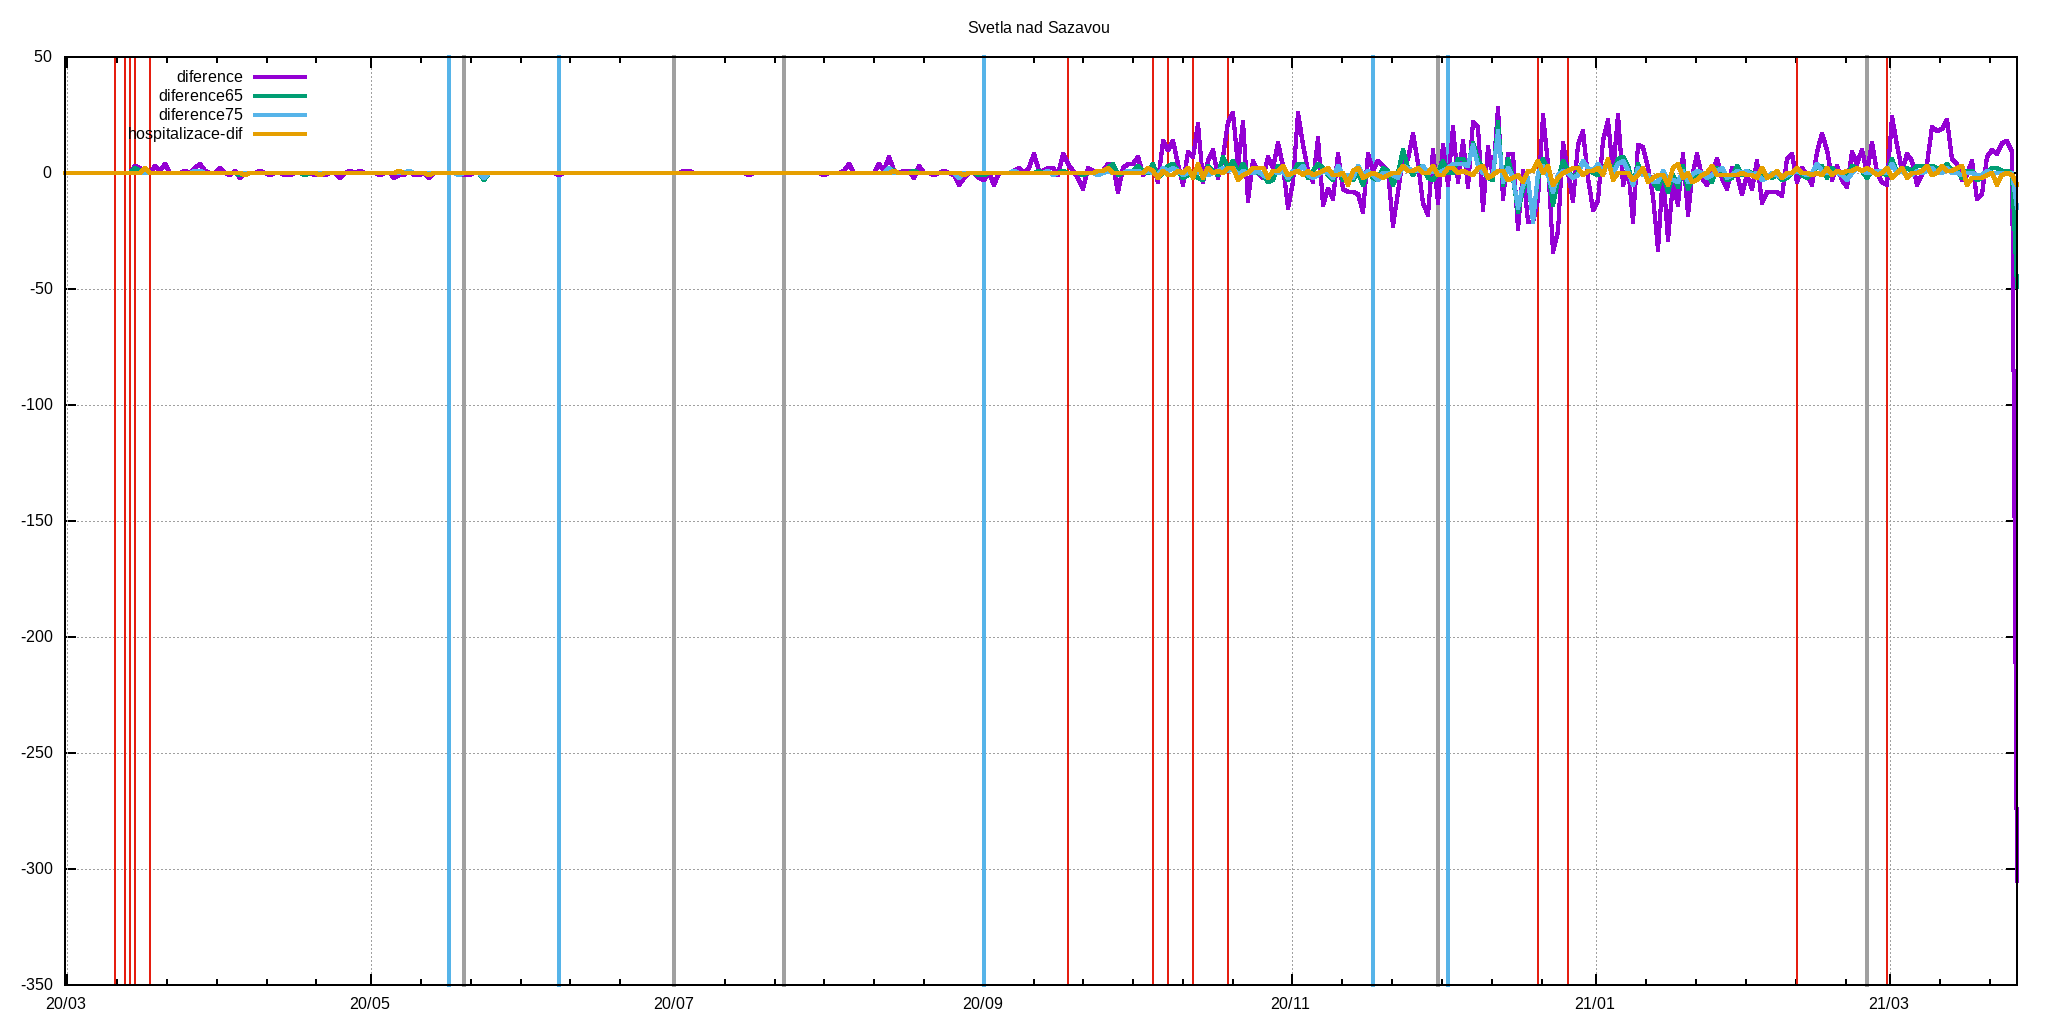 Svetla nad Sazavou
50
diference
diference65
diference75
hospitalizace-dif
0
-50
-100
-150
-200
-250
-300
-350
20/03 20/05 20/07 20/09 20/11 21/01 21/03